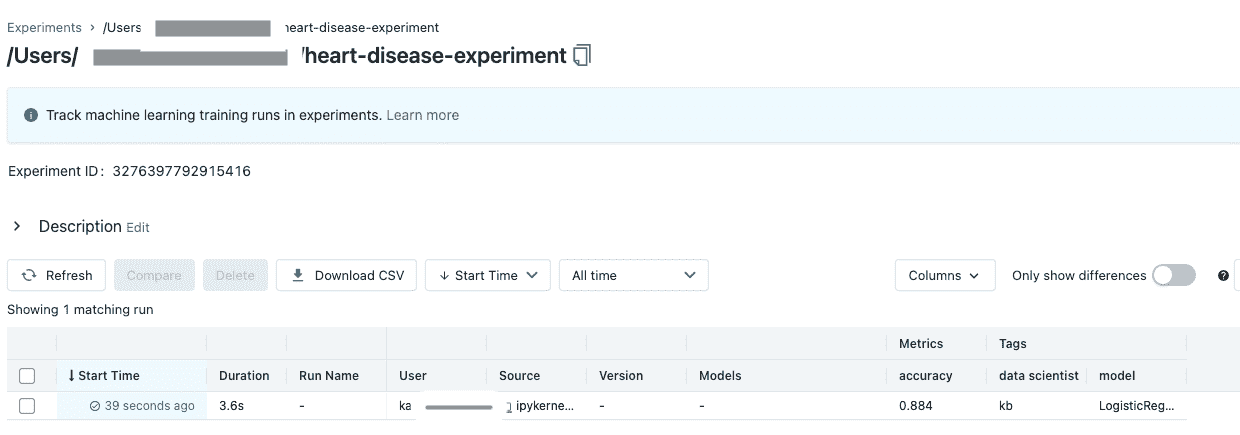 Experiments > /Users heart-disease-experiment
/Users/ /heart-disease-experiment
Track machine learning training runs in experiments. Learn more
Experiment ID: 3276397792915416
Description Edit
Refresh Compare Delete Download CSV ↓ Start Time All time Columns Only show differences
Showing 1 matching run
Metrics Tags
↓ Start Time Duration Run Name User Source Version Models accuracy data scientist model
39 seconds ago 3.6s - ka ipykerne... - - 0.884 kb LogisticReg...